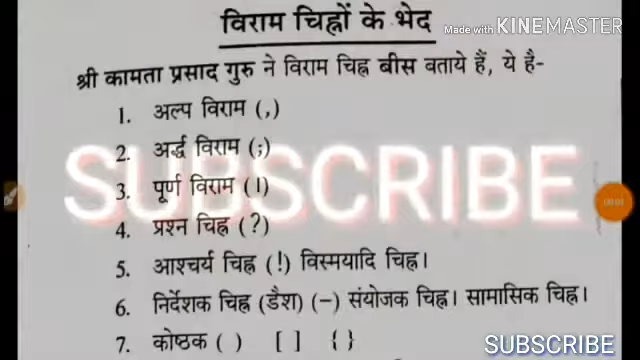 विराम चिह्नों के भेद
Made with KINEMASTER
श्री कामता प्रसाद गुरु ने विराम चिह्न बीस बताये हैं, ये है-
1. अल्प विराम (,)
2. अर्द्ध विराम (;)
3. पूर्ण विराम (।)
SUBSCRIBE
4. प्रश्न चिह्न (?)
5. आश्चर्य चिह्न (!) विस्मयादि चिह्न।
6. निर्देशक चिह्न (डैश) (–) संयोजक चिह्न। सामासिक चिह्न।
7. कोष्ठक ( ) [ ] { }
SUBSCRIBE